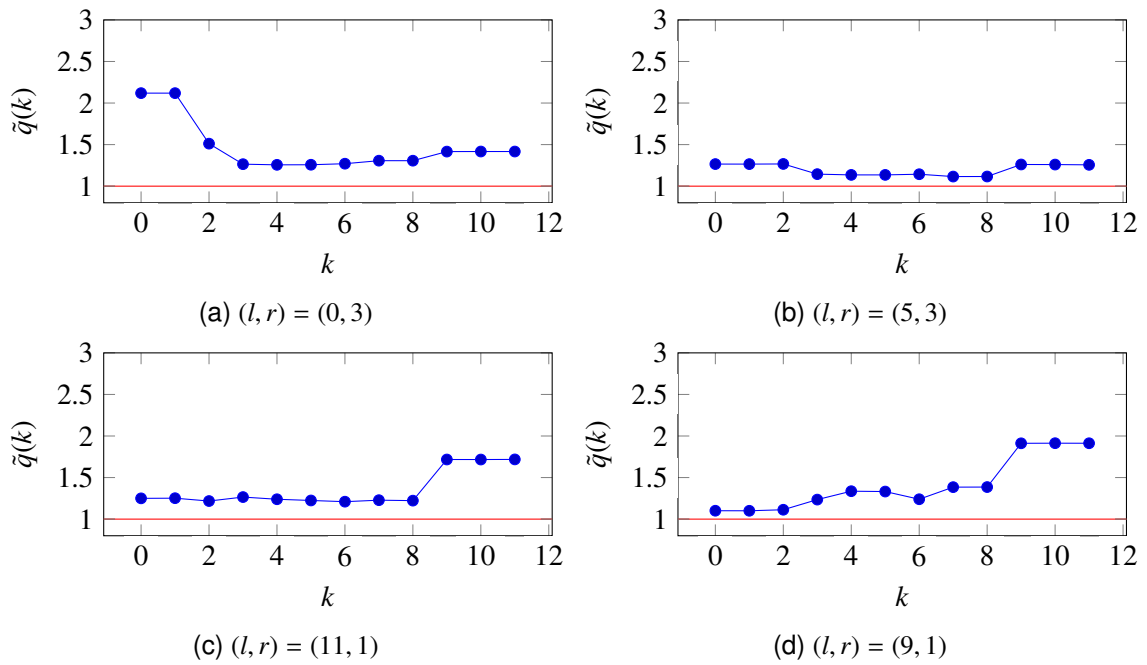 3
2.5
2
1.5
1
q̃(k)
0 2 4 6 8 10 12
k
(a) (l, r) = (0, 3)
3
2.5
2
1.5
1
q̃(k)
0 2 4 6 8 10 12
k
(b) (l, r) = (5, 3)
3
2.5
2
1.5
1
q̃(k)
0 2 4 6 8 10 12
k
(c) (l, r) = (11, 1)
3
2.5
2
1.5
1
q̃(k)
0 2 4 6 8 10 12
k
(d) (l, r) = (9, 1)